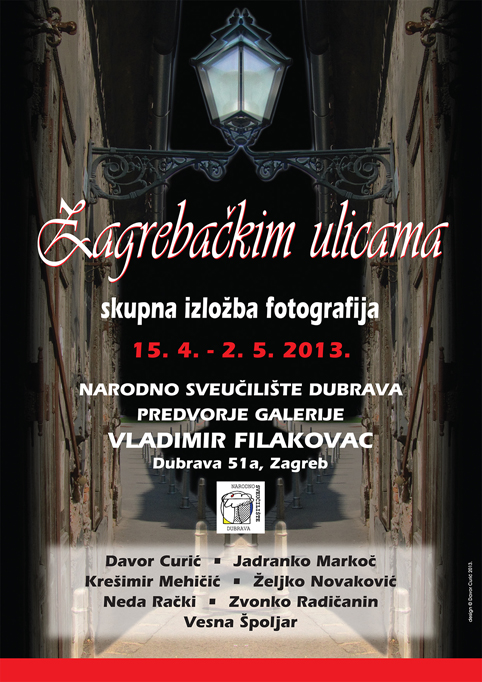 Zagrebačkim ulicama
skupna izložba fotografija
15. 4. - 2. 5. 2013.
NARODNO SVEUČILIŠTE DUBRAVA
PREDVORJE GALERIJE
VLADIMIR FILAKOVAC
Dubrava 51a, Zagreb
NARODNO
SVEUČILIŠTE
DUBRAVA
Davor Curić ▪ Jadranko Markoč
Krešimir Mehičić ▪ Željko Novaković
Neda Rački ▪ Zvonko Radičanin
Vesna Špoljar
design © Davor Curić 2013.